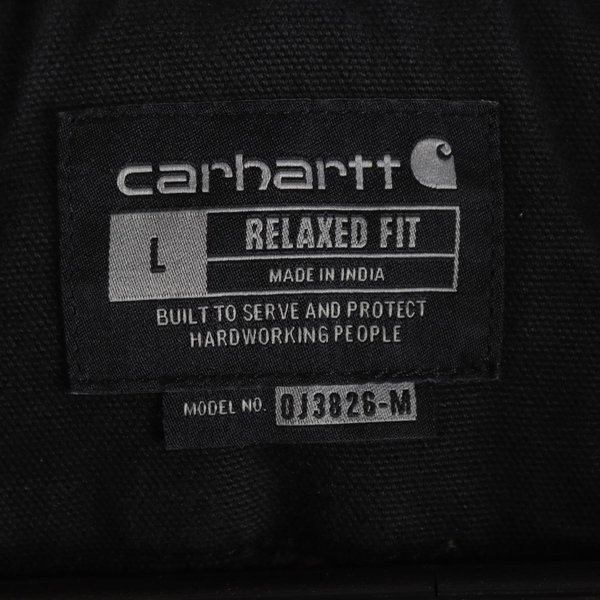 carhartt
L
RELAXED FIT
MADE IN INDIA
BUILT TO SERVE AND PROTECT
HARDWORKING PEOPLE
MODEL NO. OJ3826-M